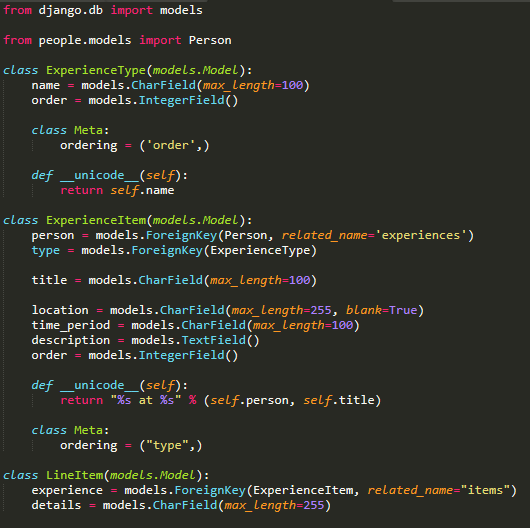 from django.db import models
from people.models import Person
class ExperienceType(models.Model):
name = models.CharField(max_length=100)
order = models.IntegerField()
class Meta:
ordering = ('order',)
def __unicode__(self):
return self.name
class ExperienceItem(models.Model):
person = models.ForeignKey(Person, related_name='experiences')
type = models.ForeignKey(ExperienceType)
title = models.CharField(max_length=100)
location = models.CharField(max_length=255, blank=True)
time_period = models.CharField(max_length=100)
description = models.TextField()
order = models.IntegerField()
def __unicode__(self):
return "%s at %s" % (self.person, self.title)
class Meta:
ordering = ("type",)
class LineItem(models.Model):
experience = models.ForeignKey(ExperienceItem, related_name="items")
details = models.CharField(max_length=255)